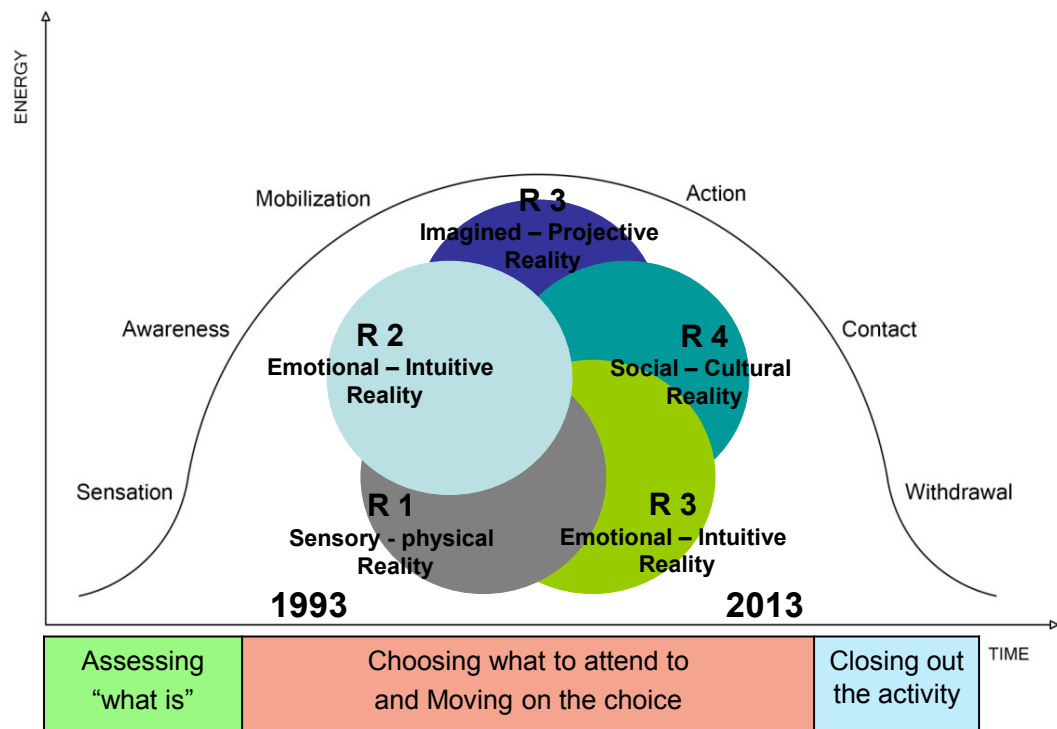 ENERGY
Mobilization
Action
R 3
Imagined – Projective
Reality
Awareness
Contact
R 2
Emotional – Intuitive
Reality
R 4
Social – Cultural
Reality
Sensation
Withdrawal
R 1
Sensory - physical
Reality
R 3
Emotional – Intuitive
Reality
1993
2013
TIME
Assessing
“what is”
Choosing what to attend to
and Moving on the choice
Closing out
the activity